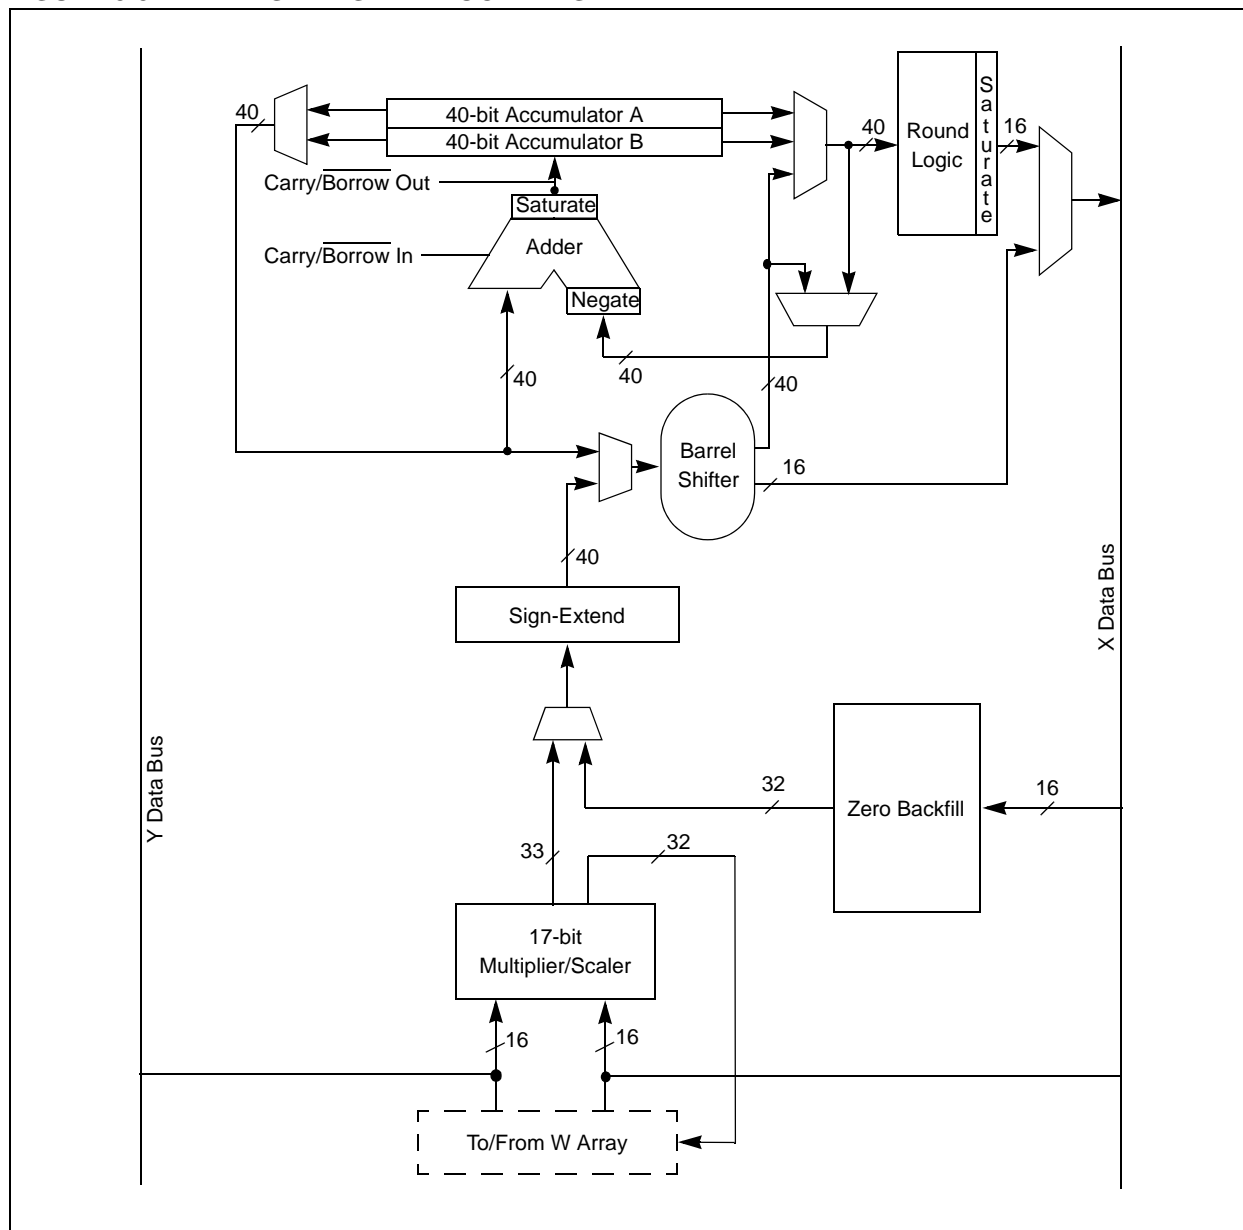 40
40-bit Accumulator A
40-bit Accumulator B
40
Round
Logic
Saturate
16
Carry/Borrow Out
Saturate
Carry/Borrow In
Adder
Negate
40
40
40
Barrel
Shifter
16
40
Sign-Extend
X Data Bus
Y Data Bus
32
Zero Backfill
16
33
32
17-bit
Multiplier/Scaler
16
16
To/From W Array